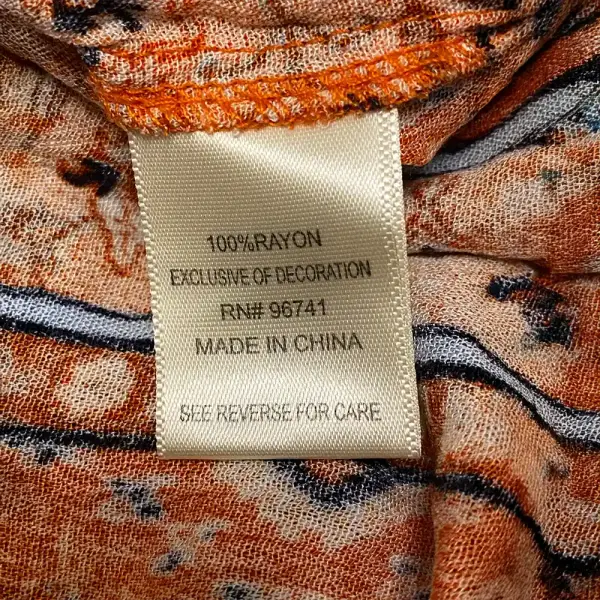 100%RAYON
EXCLUSIVE OF DECORATION
RN# 96741
MADE IN CHINA
SEE REVERSE FOR CARE